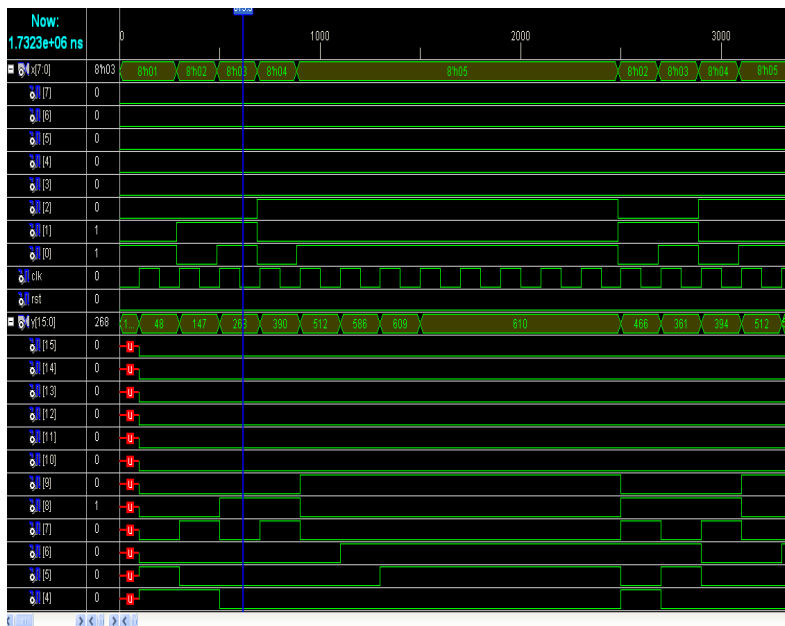 Now:
1.7323e+06 ns
0 1000 2000 3000
x[7:0] 8'h03 8'h01 8'h02 8'h03 8'h04 8'h05 8'h02 8'h03 8'h04 8'h05
[7] 0
[6] 0
[5] 0
[4] 0
[3] 0
[2] 0
[1] 1
[0] 1
clk 0
rst 0
y[15:0] 268 1... 48 147 268 390 512 586 609 610 466 361 394 512
[15] 0 U
[14] 0 U
[13] 0 U
[12] 0 U
[11] 0 U
[10] 0 U
[9] 0 U
[8] 1 U
[7] 0 U
[6] 0 U
[5] 0 U
[4] 0 U